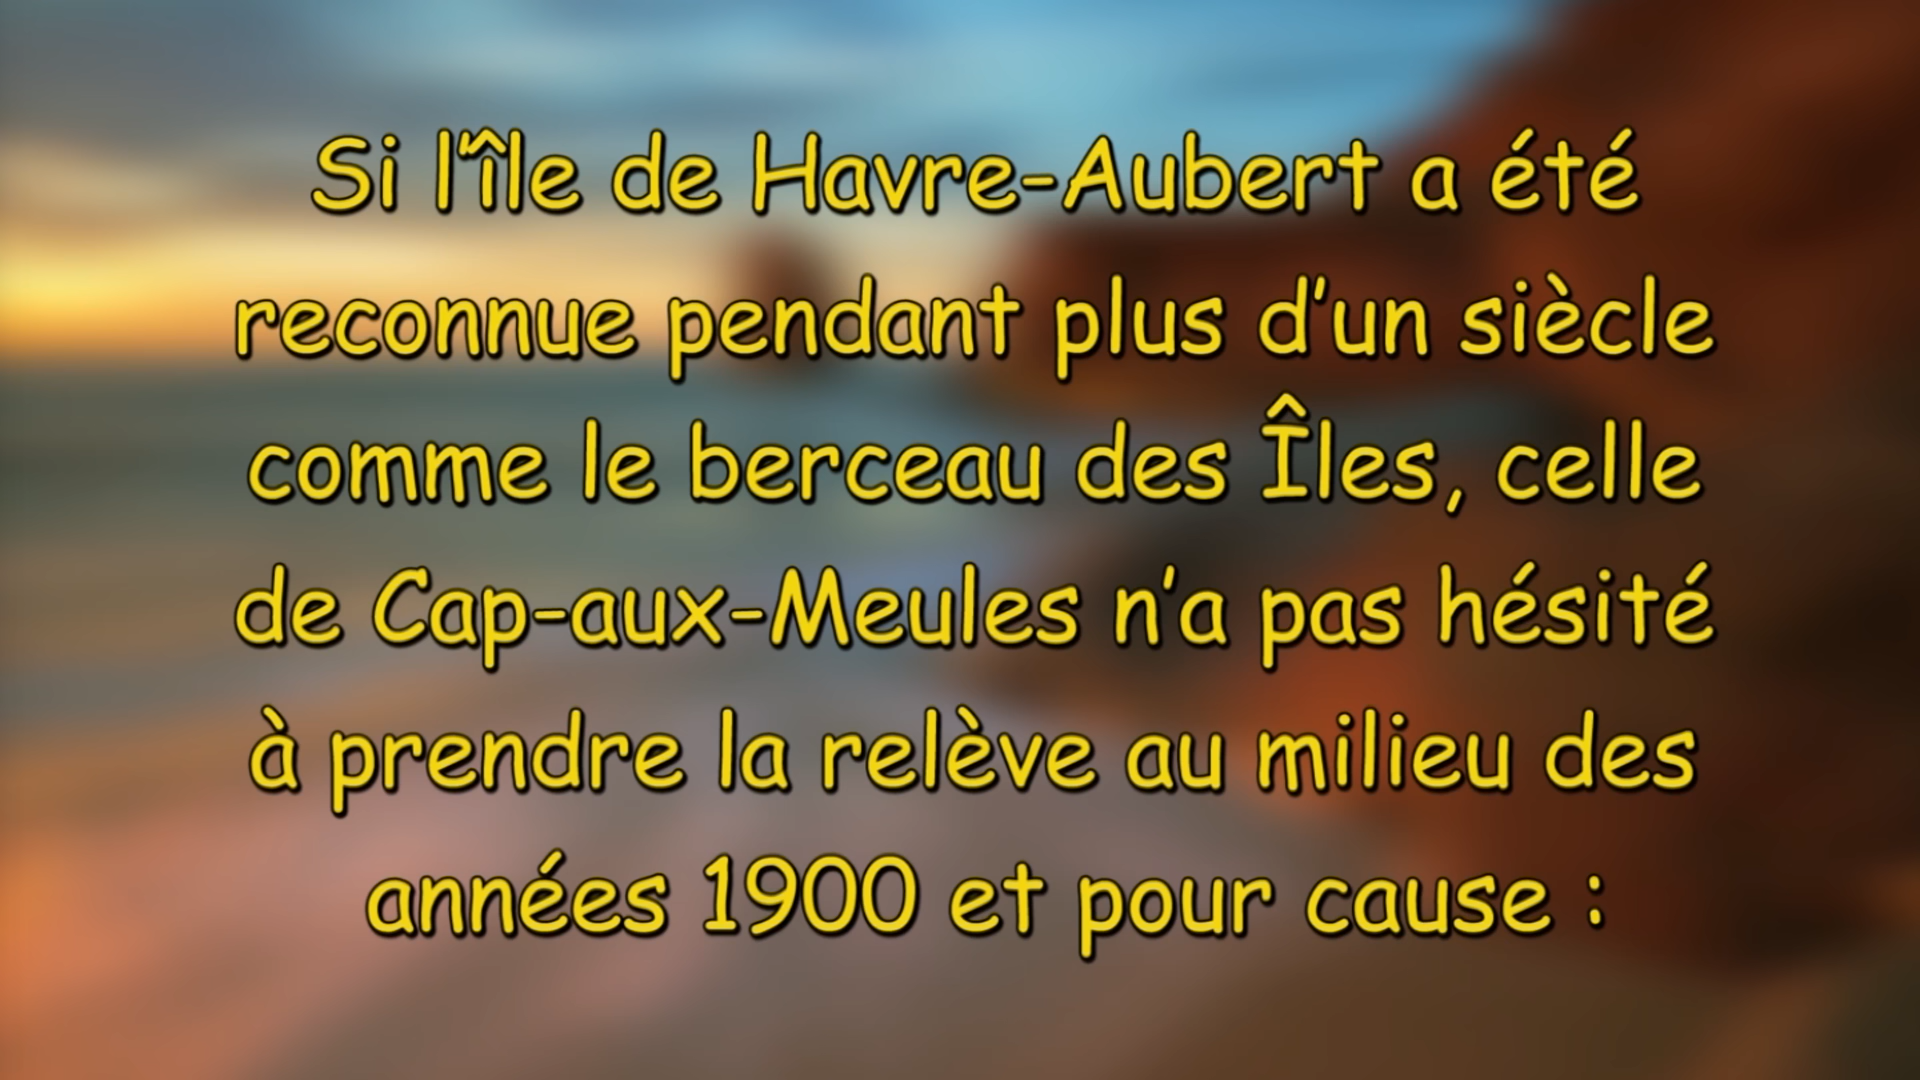 Si l’île de Havre-Aubert a été
reconnue pendant plus d’un siècle
comme le berceau des Îles, celle
de Cap-aux-Meules n’a pas hésité
à prendre la relève au milieu des
années 1900 et pour cause :